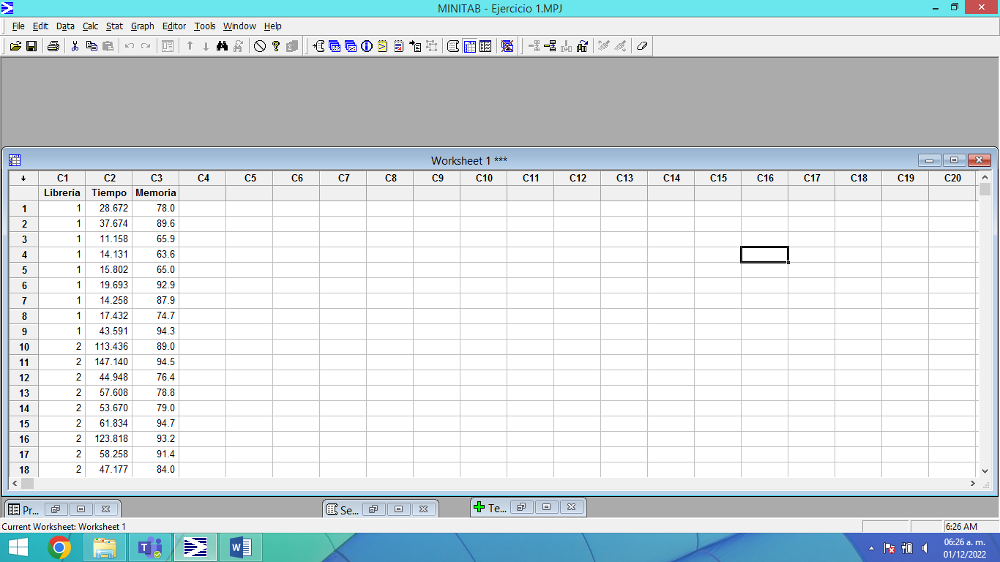 MINITAB - Ejercicio 1.MPJ
File Edit Data Calc Stat Graph Editor Tools Window Help
Worksheet 1 ***
C1 C2 C3 C4 C5 C6 C7 C8 C9 C10 C11 C12 C13 C14 C15 C16 C17 C18 C19 C20
Librería Tiempo Memoria
1 1 28.672 78.0
2 1 37.674 89.6
3 1 11.158 65.9
4 1 14.131 63.6
5 1 15.802 65.0
6 1 19.693 92.9
7 1 14.258 87.9
8 1 17.432 74.7
9 1 43.591 94.3
10 2 113.436 89.0
11 2 147.140 94.5
12 2 44.948 76.4
13 2 57.608 78.8
14 2 53.670 79.0
15 2 61.834 94.7
16 2 123.818 93.2
17 2 58.258 91.4
18 2 47.177 84.0
Pr... Se... Te...
Current Worksheet: Worksheet 1 6:26 AM
06:26 a. m.
01/12/2022